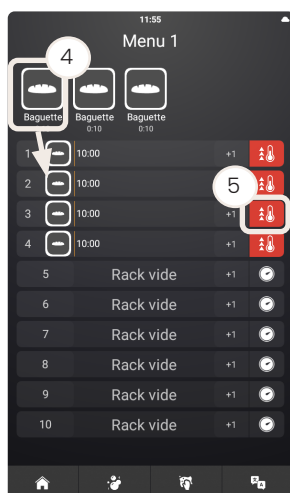 11:55
Menu 1
4
Baguette Baguette Baguette
0:10 0:10
1 10:00 +1
2 10:00 5
3 10:00 +1
4 10:00 +1
5 Rack vide +1
6 Rack vide +1
7 Rack vide +1
8 Rack vide +1
9 Rack vide +1
10 Rack vide +1